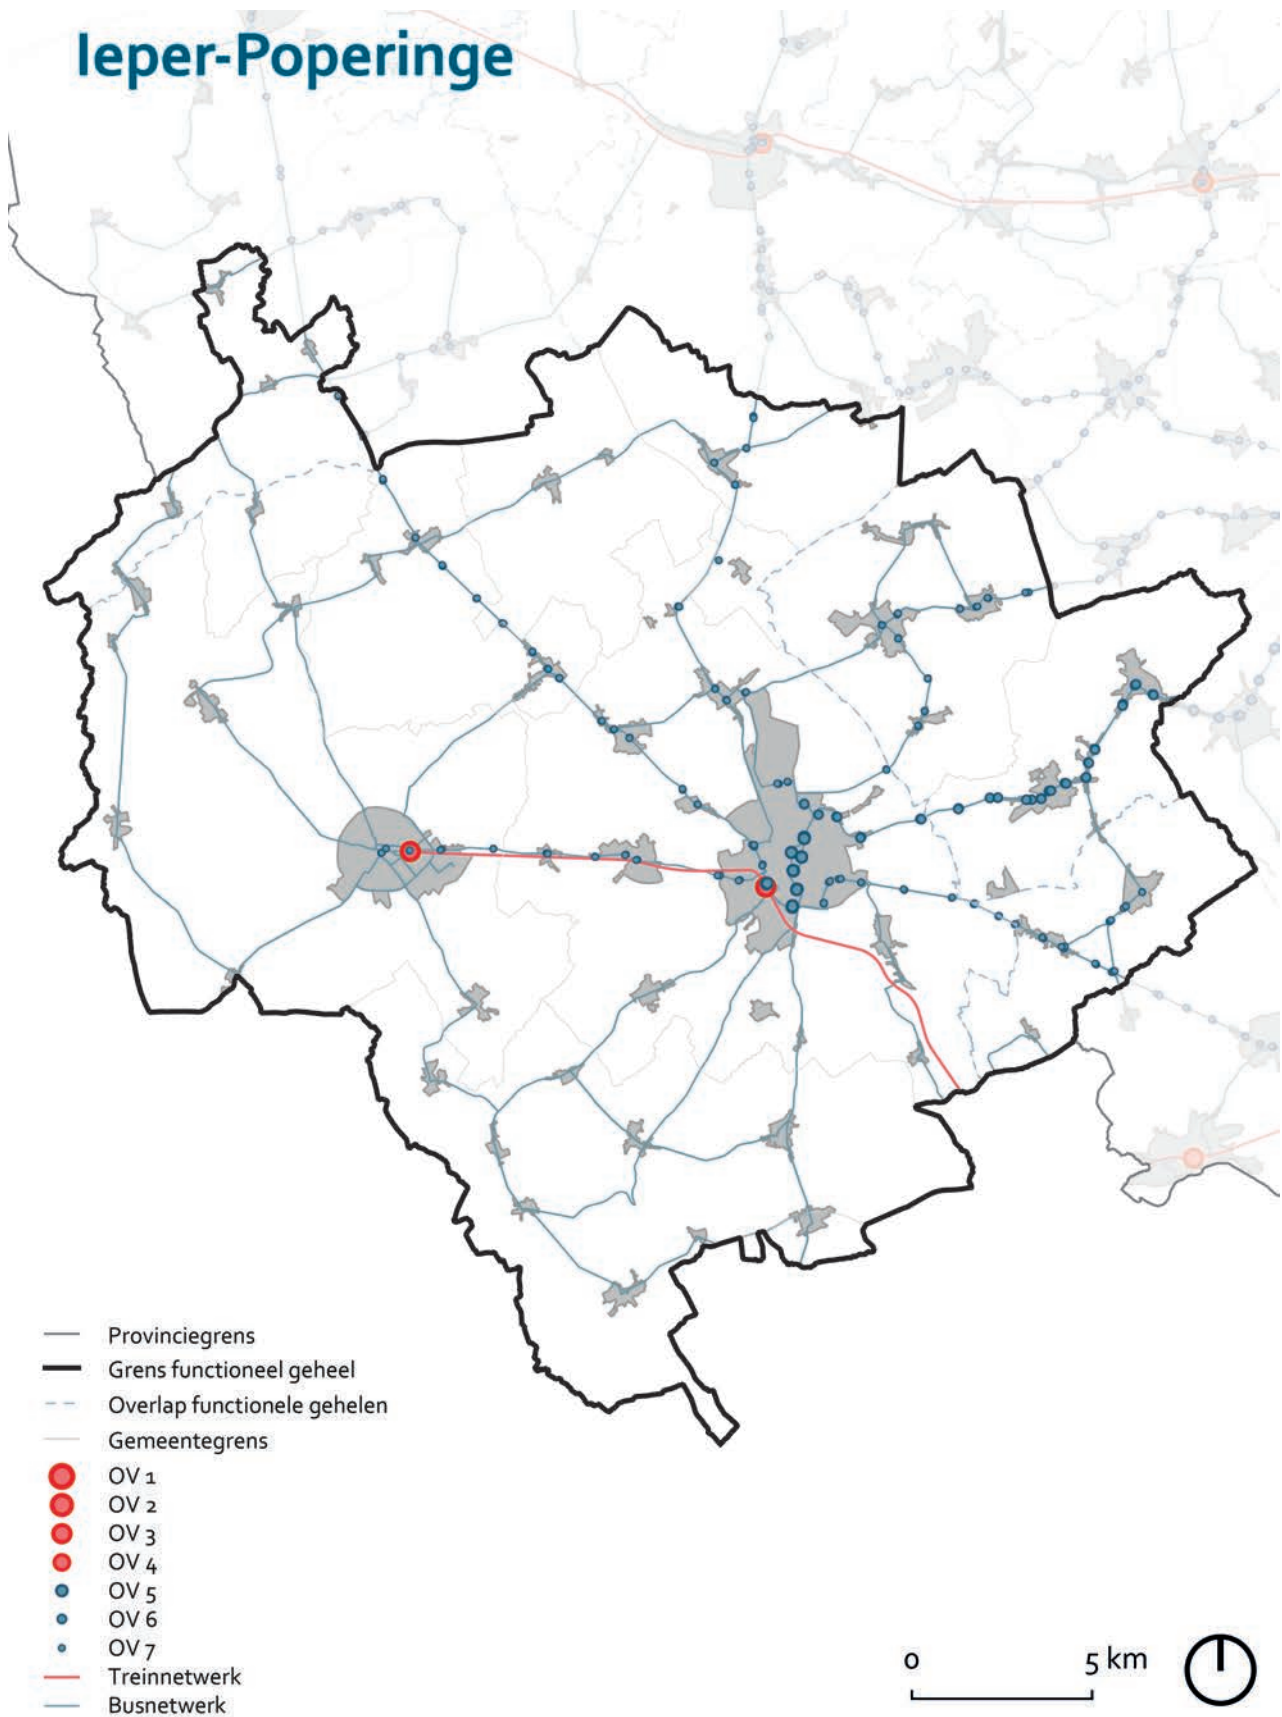 Ieper-Poperinge
Provinciegrens
Grens functioneel geheel
Overlap functionele gehelen
Gemeentegrens
OV 1
OV 2
OV 3
OV 4
OV 5
OV 6
OV 7
Treinnetwerk
Busnetwerk
0 5 km